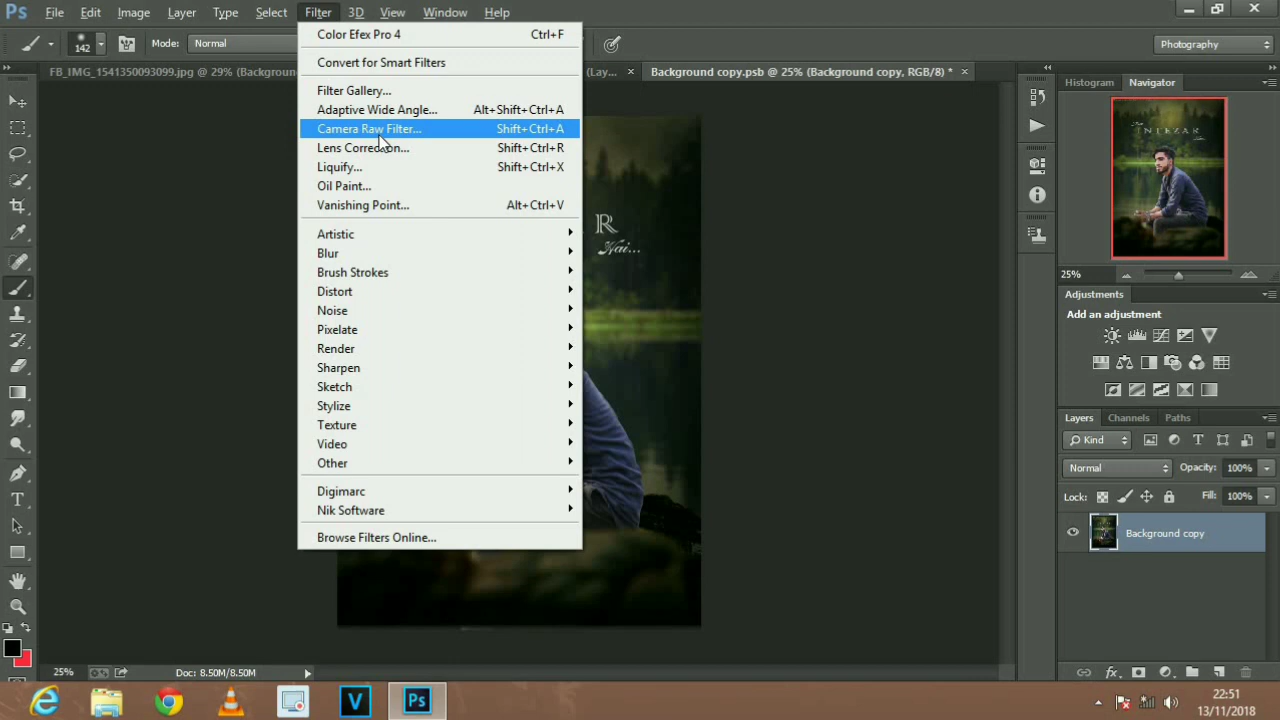 Ps File Edit Image Layer Type Select Filter 3D View Window Help
142 Mode: Normal Photography
FB_IMG_1541350093099.jpg @ 29% (Backgroun (Lay... × Background copy.psb @ 25% (Background copy, RGB/8) * ×
Color Efex Pro 4 Ctrl+F
Convert for Smart Filters
Filter Gallery...
Adaptive Wide Angle... Alt+Shift+Ctrl+A
Camera Raw Filter... Shift+Ctrl+A
Lens Correction... Shift+Ctrl+R
Liquify... Shift+Ctrl+X
Oil Paint...
Vanishing Point... Alt+Ctrl+V
Artistic
Blur
Brush Strokes
Distort
Noise
Pixelate
Render
Sharpen
Sketch
Stylize
Texture
Video
Other
Digimarc
Nik Software
Browse Filters Online...
R
Hai...
Histogram Navigator
INTEZAR
25%
Adjustments
Add an adjustment
Layers Channels Paths
Kind
Normal Opacity: 100%
Lock: Fill: 100%
Background copy
25% Doc: 8.50M/8.50M
V Ps
22:51
13/11/2018